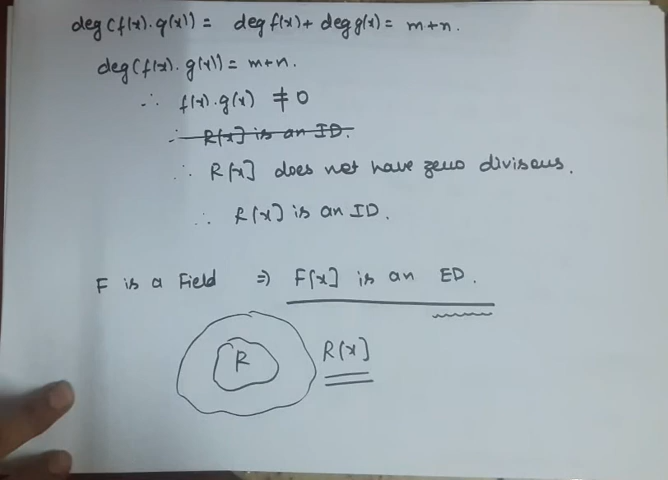 deg(f(x).g(x)) = deg f(x) + deg g(x) = m+n.
deg(f(x).g(x)) = m+n.
∴ f(x).g(x) ≠ 0
∴ R[x] is an ID.
∴ R[x] does not have zero divisors.
∴ R[x] is an ID.
F is a Field ⇒ F[x] is an ED.
R R[x]